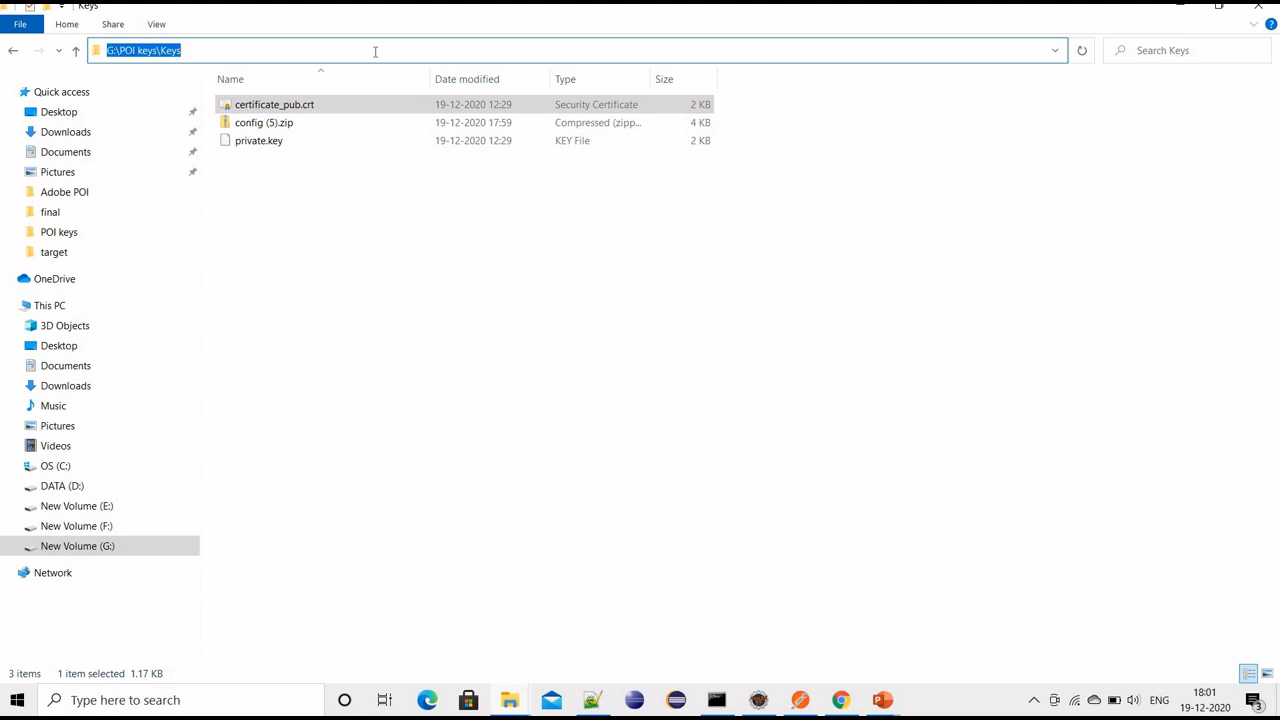 Keys
File Home Share View
G:\POI keys\Keys
Search Keys
Name Date modified Type Size
certificate_pub.crt 19-12-2020 12:29 Security Certificate 2 KB
config (5).zip 19-12-2020 17:59 Compressed (zipp... 4 KB
private.key 19-12-2020 12:29 KEY File 2 KB
Quick access
Desktop
Downloads
Documents
Pictures
Adobe POI
final
POI keys
target
OneDrive
This PC
3D Objects
Desktop
Documents
Downloads
Music
Pictures
Videos
OS (C:)
DATA (D:)
New Volume (E:)
New Volume (F:)
New Volume (G:)
Network
3 items 1 item selected 1.17 KB
Type here to search
ENG
18:01
19-12-2020
3